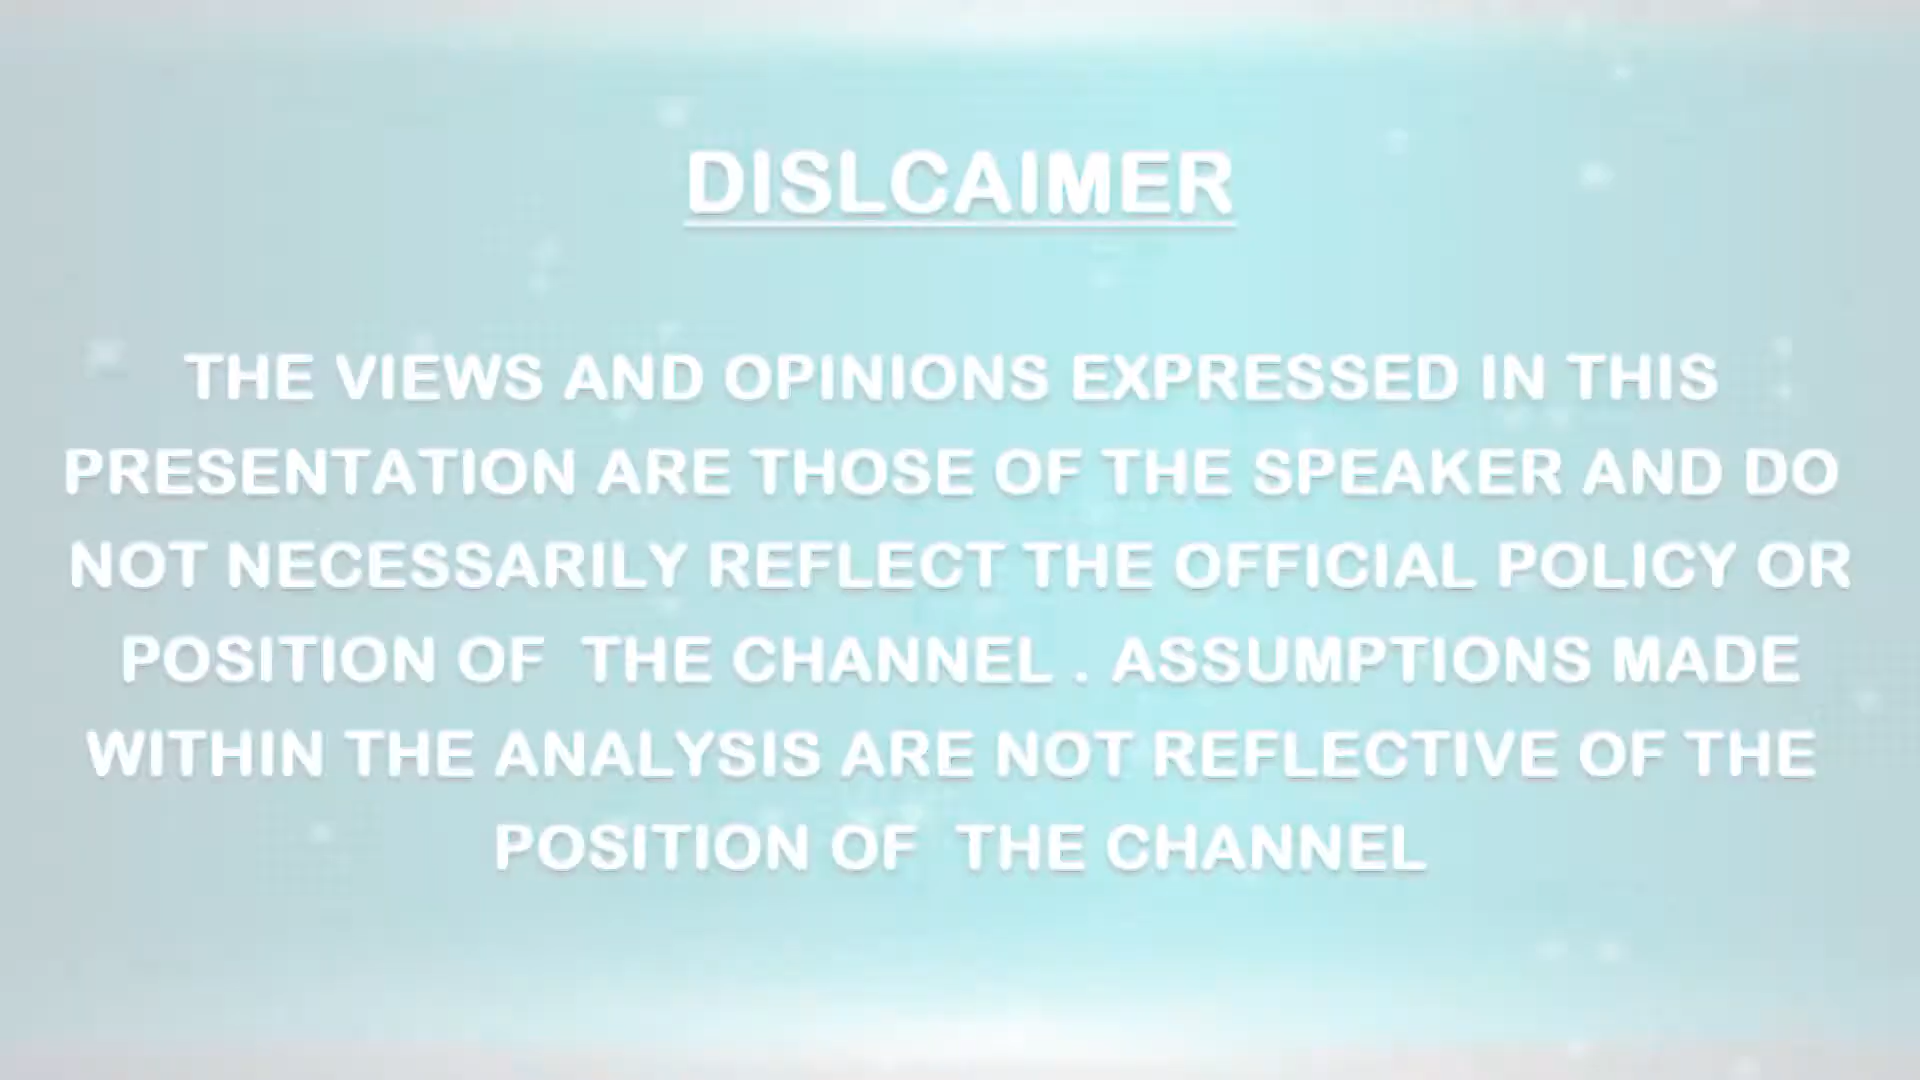 DISLCAIMER
THE VIEWS AND OPINIONS EXPRESSED IN THIS
PRESENTATION ARE THOSE OF THE SPEAKER AND DO
NOT NECESSARILY REFLECT THE OFFICIAL POLICY OR
POSITION OF  THE CHANNEL . ASSUMPTIONS MADE
WITHIN THE ANALYSIS ARE NOT REFLECTIVE OF THE
POSITION OF  THE CHANNEL